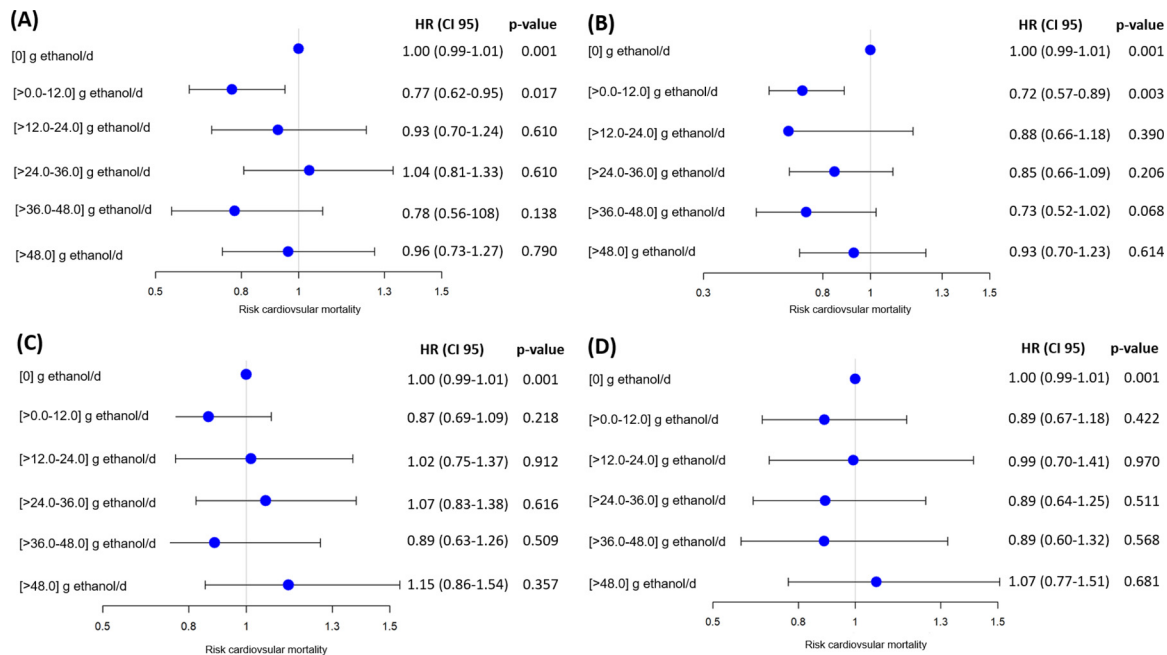 (A)
HR (CI 95) p-value
[0] g ethanol/d 1.00 (0.99-1.01) 0.001
[>0.0-12.0] g ethanol/d 0.77 (0.62-0.95) 0.017
[>12.0-24.0] g ethanol/d 0.93 (0.70-1.24) 0.610
[>24.0-36.0] g ethanol/d 1.04 (0.81-1.33) 0.610
[>36.0-48.0] g ethanol/d 0.78 (0.56-108) 0.138
[>48.0] g ethanol/d 0.96 (0.73-1.27) 0.790
0.5 0.8 1 1.3 1.5
Risk cardiovsular mortality
(B)
HR (CI 95) p-value
[0] g ethanol/d 1.00 (0.99-1.01) 0.001
[>0.0-12.0] g ethanol/d 0.72 (0.57-0.89) 0.003
[>12.0-24.0] g ethanol/d 0.88 (0.66-1.18) 0.390
[>24.0-36.0] g ethanol/d 0.85 (0.66-1.09) 0.206
[>36.0-48.0] g ethanol/d 0.73 (0.52-1.02) 0.068
[>48.0] g ethanol/d 0.93 (0.70-1.23) 0.614
0.3 0.8 1 1.3 1.5
Risk cardiovsular mortality
(C)
HR (CI 95) p-value
[0] g ethanol/d 1.00 (0.99-1.01) 0.001
[>0.0-12.0] g ethanol/d 0.87 (0.69-1.09) 0.218
[>12.0-24.0] g ethanol/d 1.02 (0.75-1.37) 0.912
[>24.0-36.0] g ethanol/d 1.07 (0.83-1.38) 0.616
[>36.0-48.0] g ethanol/d 0.89 (0.63-1.26) 0.509
[>48.0] g ethanol/d 1.15 (0.86-1.54) 0.357
0.5 0.8 1 1.3 1.5
Risk cardiovsular mortality
(D)
HR (CI 95) p-value
[0] g ethanol/d 1.00 (0.99-1.01) 0.001
[>0.0-12.0] g ethanol/d 0.89 (0.67-1.18) 0.422
[>12.0-24.0] g ethanol/d 0.99 (0.70-1.41) 0.970
[>24.0-36.0] g ethanol/d 0.89 (0.64-1.25) 0.511
[>36.0-48.0] g ethanol/d 0.89 (0.60-1.32) 0.568
[>48.0] g ethanol/d 1.07 (0.77-1.51) 0.681
0.5 0.8 1 1.3 1.5
Risk cardiovsular mortality